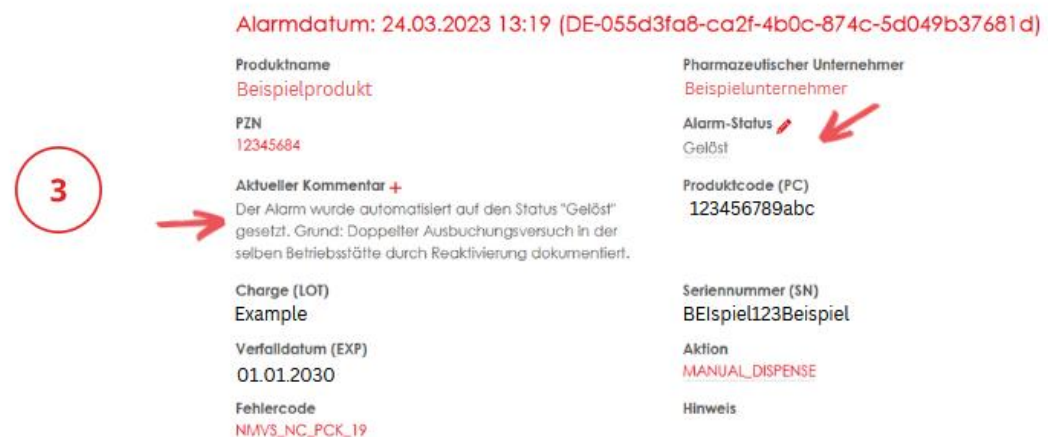 Alarmdatum: 24.03.2023 13:19 (DE-055d3fa8-ca2f-4b0c-874c-5d049b37681d)
Produktname
Beispielprodukt
Pharmazeutischer Unternehmer
Beispielunternehmer
PZN
12345684
Alarm-Status
Gelöst
3
Aktueller Kommentar +
Der Alarm wurde automatisiert auf den Status "Gelöst"
gesetzt. Grund: Doppelter Ausbuchungsversuch in der
selben Betriebsstätte durch Reaktivierung dokumentiert.
Produktcode (PC)
123456789abc
Charge (LOT)
Example
Seriennummer (SN)
BEIspiel123Beispiel
Verfalldatum (EXP)
01.01.2030
Aktion
MANUAL_DISPENSE
Fehlercode
NMVS_NC_PCK_19
Hinweis